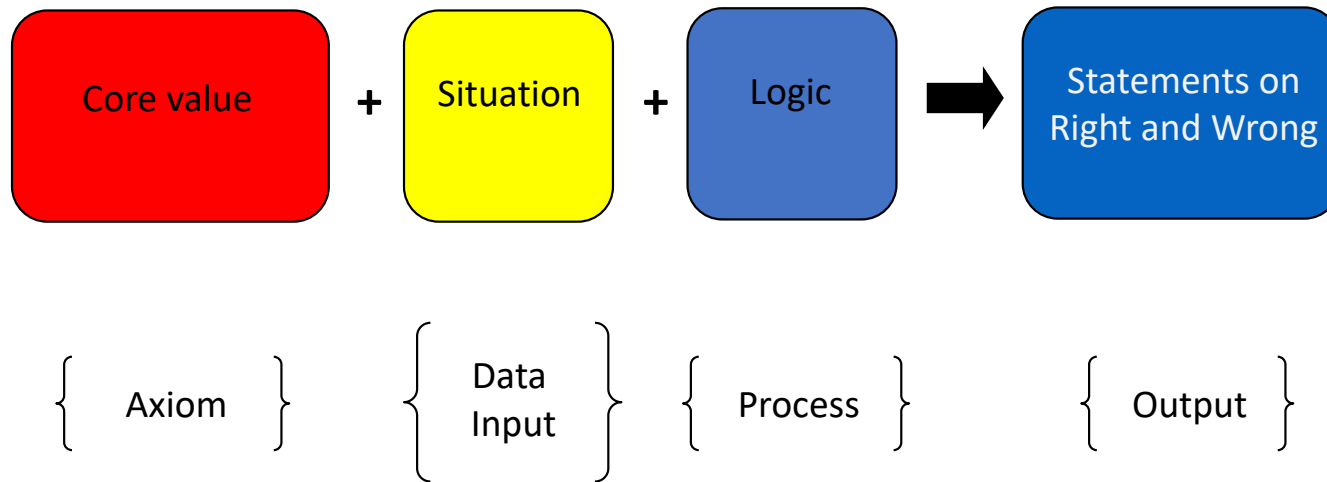 Core value
+
Situation
+
Logic
Statements on
Right and Wrong
{ Axiom }
{ Data
Input }
{ Process }
{ Output }